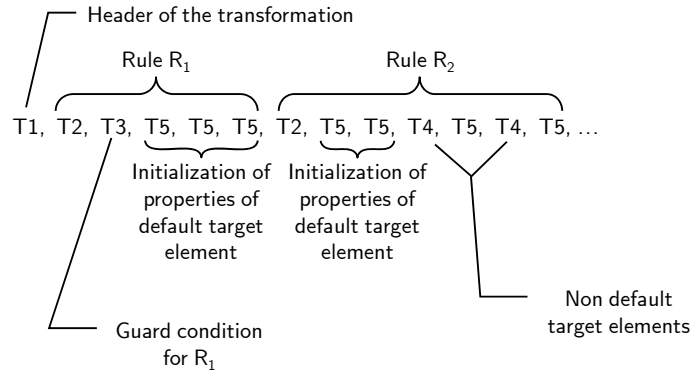 Header of the transformation
Rule R₁
Rule R₂
T1, T2, T3, T5, T5, T5, T2, T5, T5, T4, T5, T4, T5, ...
Initialization of
properties of
default target
element
Initialization of
properties of
default target
element
Non default
target elements
Guard condition
for R₁